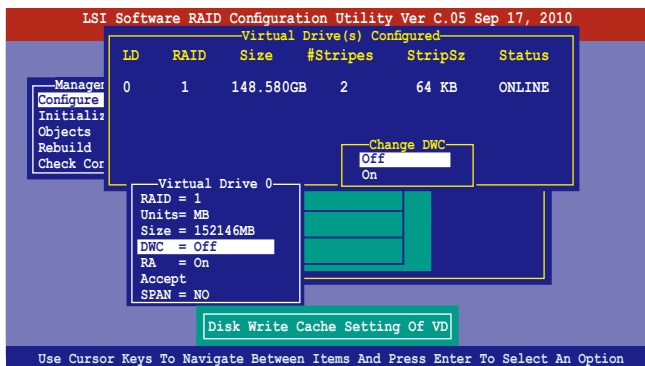 LSI Software RAID Configuration Utility Ver C.05 Sep 17, 2010
Virtual Drive(s) Configured
LD RAID Size #Stripes StripSz Status
0 1 148.580GB 2 64 KB ONLINE
Manage
Configure
Initializ
Objects
Rebuild
Check Con
Change DWC
Off
On
Virtual Drive 0
RAID = 1
Units= MB
Size = 152146MB
DWC = Off
RA = On
Accept
SPAN = NO
Disk Write Cache Setting Of VD
Use Cursor Keys To Navigate Between Items And Press Enter To Select An Option